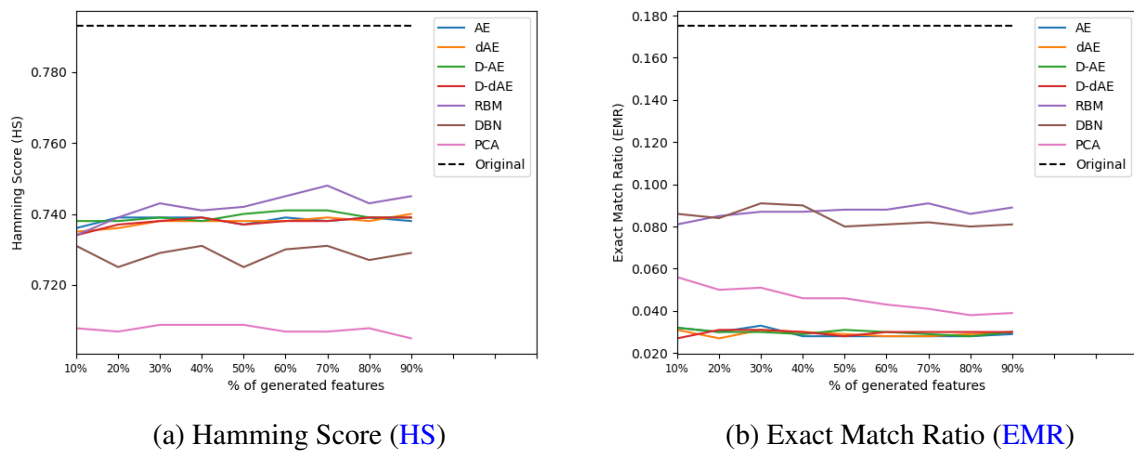 0.780
0.760
0.740
0.720
Hamming Score (HS)
10% 20% 30% 40% 50% 60% 70% 80% 90%
% of generated features
AE
dAE
D-AE
D-dAE
RBM
DBN
PCA
Original
(a) Hamming Score (HS)
0.180
0.160
0.140
0.120
0.100
0.080
0.060
0.040
0.020
Exact Match Ratio (EMR)
10% 20% 30% 40% 50% 60% 70% 80% 90%
% of generated features
AE
dAE
D-AE
D-dAE
RBM
DBN
PCA
Original
(b) Exact Match Ratio (EMR)